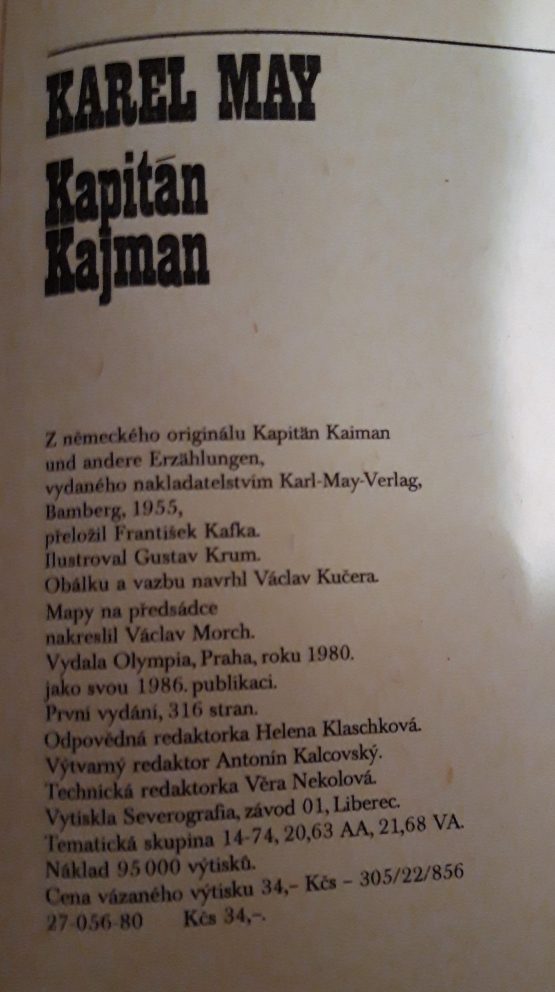 KAREL MAY
Kapitán
Kajman
Z německého originálu Kapitän Kaiman
und andere Erzählungen,
vydaného nakladatelstvím Karl-May-Verlag,
Bamberg, 1955,
přeložil František Kafka.
Ilustroval Gustav Krum.
Obálku a vazbu navrhl Václav Kučera.
Mapy na předsádce
nakreslil Václav Morch.
Vydala Olympia, Praha, roku 1980.
jako svou 1986. publikaci.
První vydání, 316 stran.
Odpovědná redaktorka Helena Klaschková.
Výtvarný redaktor Antonín Kalcovský.
Technická redaktorka Věra Nekolová.
Vytiskla Severografia, závod 01, Liberec.
Tematická skupina 14-74, 20,63 AA, 21,68 VA.
Náklad 95 000 výtisků.
Cena vázaného výtisku 34,– Kčs – 305/22/856
27-056-80 Kčs 34,–.